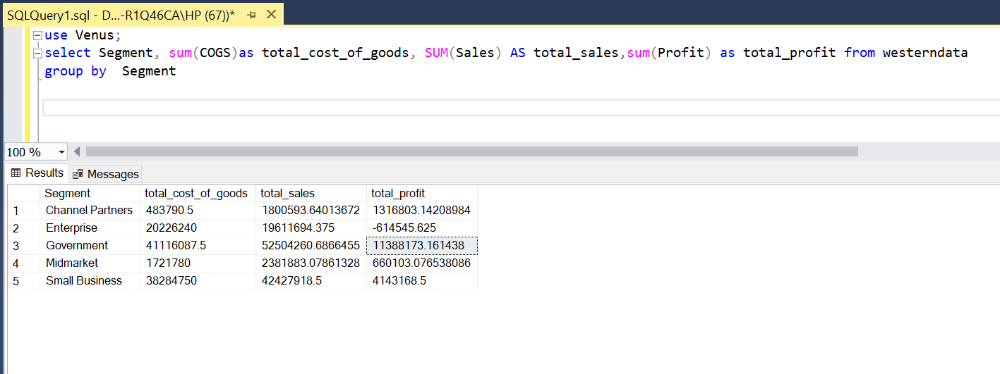 SQLQuery1.sql - D...-R1Q46CA\HP (67))*
use Venus;
select Segment, sum(COGS)as total_cost_of_goods, SUM(Sales) AS total_sales,sum(Profit) as total_profit from westerndata
group by  Segment
100 %
Results Messages
Segment total_cost_of_goods total_sales total_profit
1 Channel Partners 483790.5 1800593.64013672 1316803.14208984
2 Enterprise 20226240 19611694.375 -614545.625
3 Government 41116087.5 52504260.6866455 11388173.161438
4 Midmarket 1721780 2381883.07861328 660103.076538086
5 Small Business 38284750 42427918.5 4143168.5